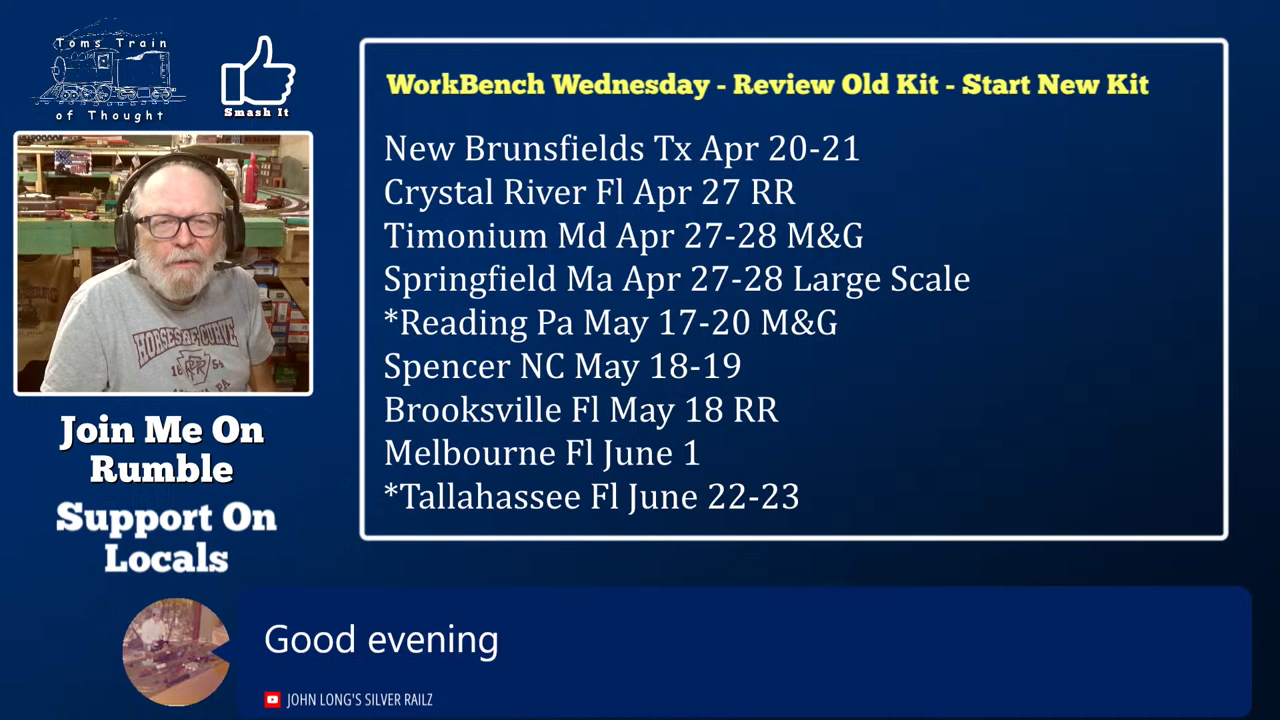 Toms Train
of Thought
Smash It
WorkBench Wednesday - Review Old Kit - Start New Kit
New Brunsfields Tx Apr 20-21
Crystal River Fl Apr 27 RR
Timonium Md Apr 27-28 M&G
Springfield Ma Apr 27-28 Large Scale
*Reading Pa May 17-20 M&G
Spencer NC May 18-19
Brooksville Fl May 18 RR
Melbourne Fl June 1
*Tallahassee Fl June 22-23
HORSESHOE CURVE
Join Me On
Rumble
Support On
Locals
Good evening
JOHN LONG'S SILVER RAILZ